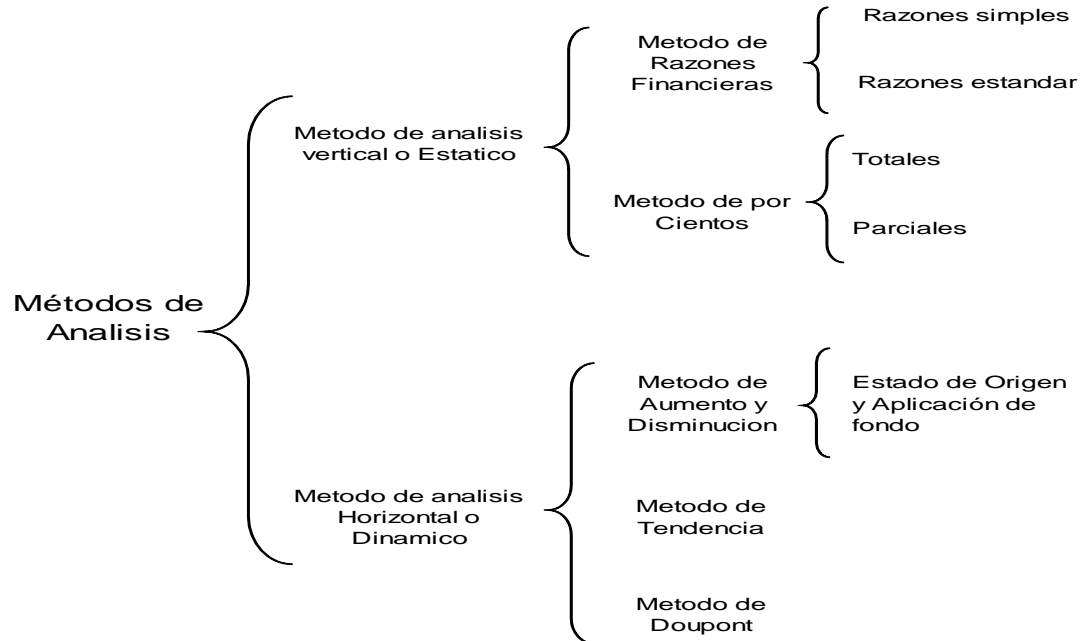 Métodos de
Analisis
Metodo de analisis
vertical o Estatico
Metodo de
Razones
Financieras
Razones simples
Razones estandar
Metodo de por
Cientos
Totales
Parciales
Metodo de analisis
Horizontal o
Dinamico
Metodo de
Aumento y
Disminucion
Estado de Origen
y Aplicación de
fondo
Metodo de
Tendencia
Metodo de
Doupont